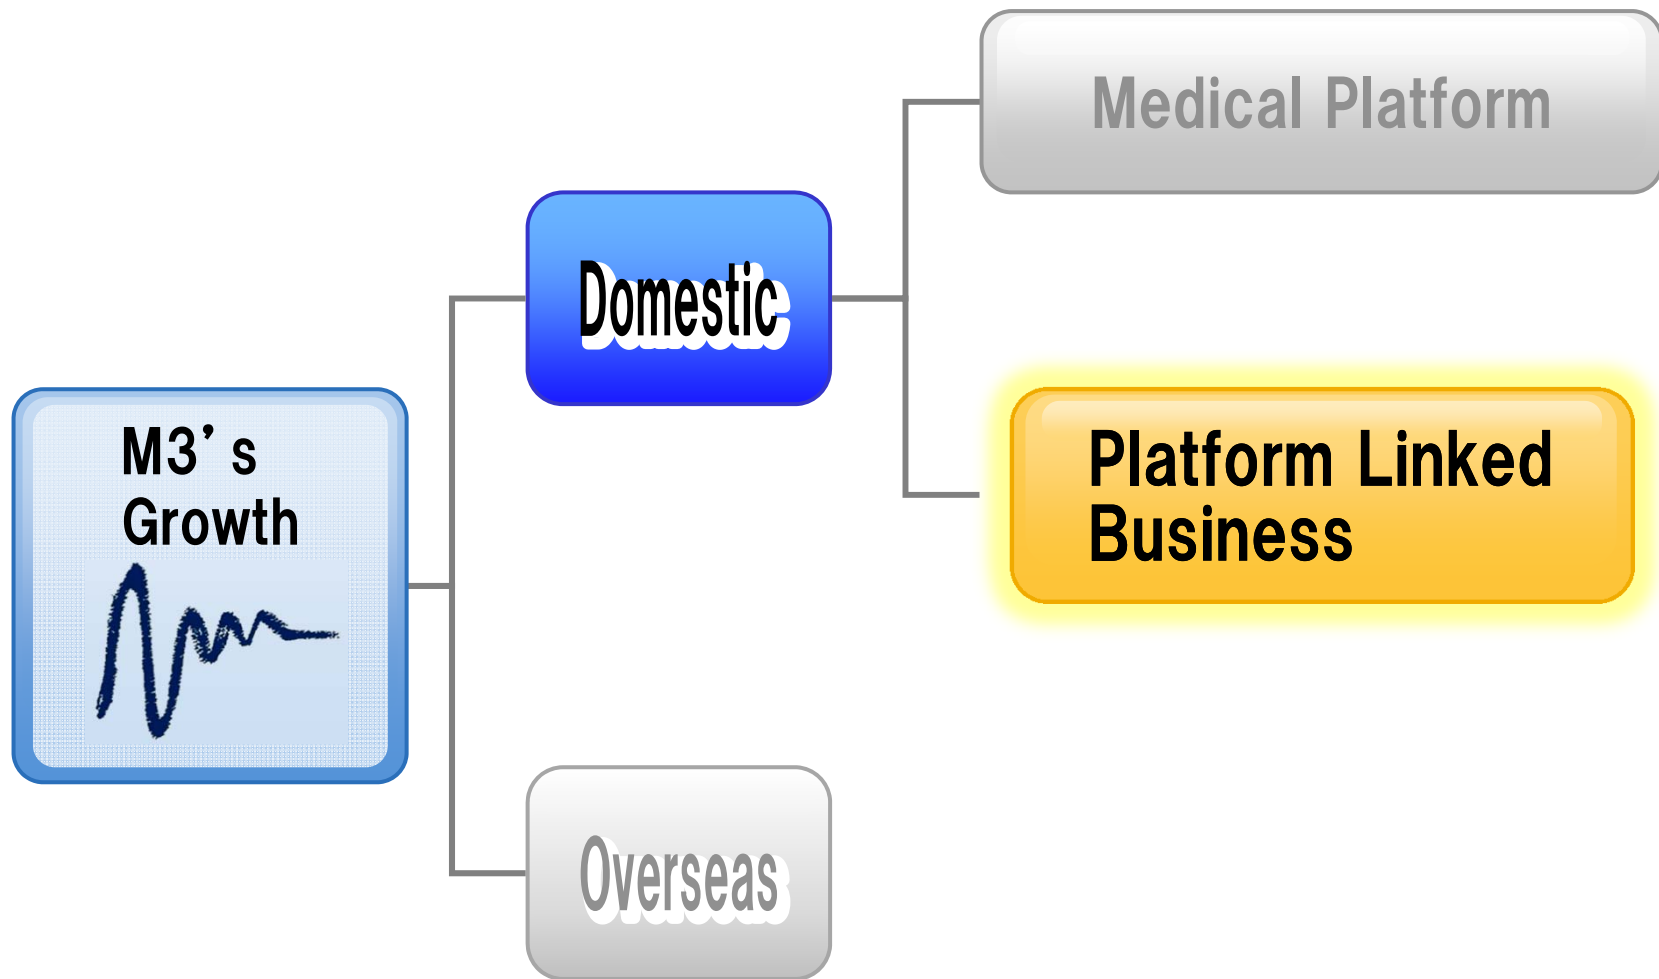 Medical Platform
Domestic
M3’s
Growth
Platform Linked
Business
Overseas